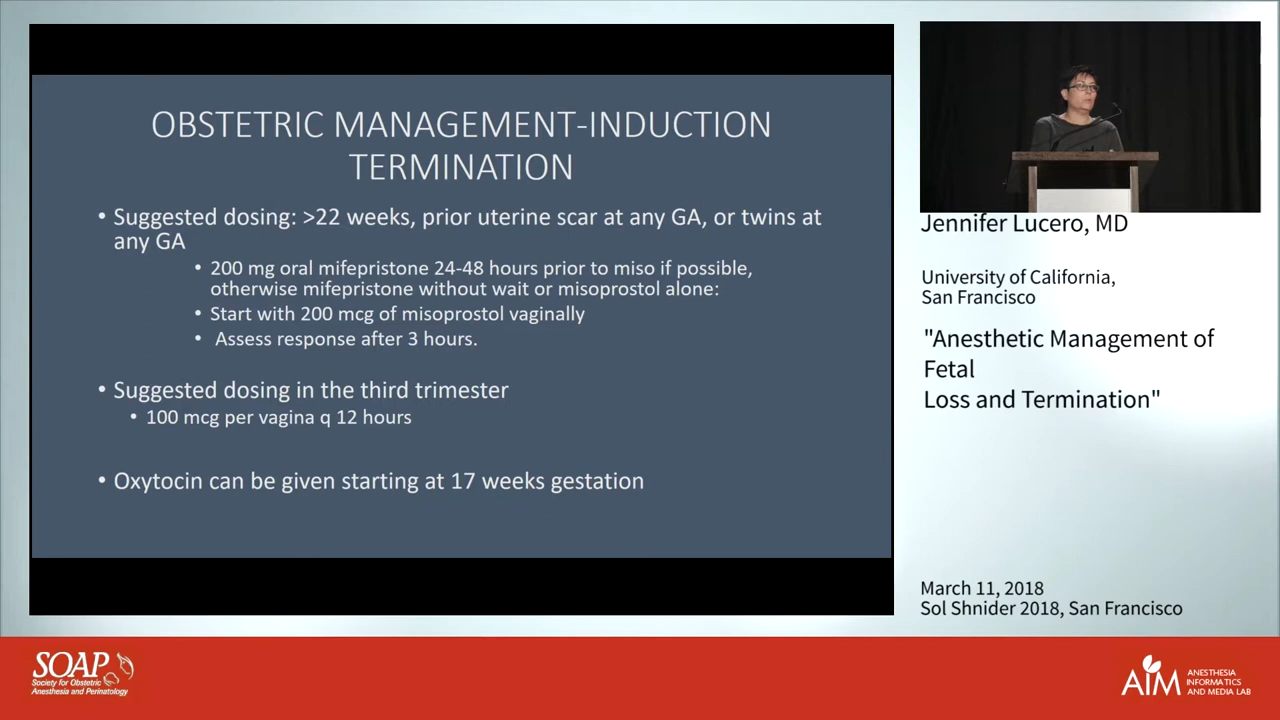 OBSTETRIC MANAGEMENT-INDUCTION
TERMINATION
• Suggested dosing: >22 weeks, prior uterine scar at any GA, or twins at
any GA
• 200 mg oral mifepristone 24-48 hours prior to miso if possible,
otherwise mifepristone without wait or misoprostol alone:
• Start with 200 mcg of misoprostol vaginally
• Assess response after 3 hours.
• Suggested dosing in the third trimester
• 100 mcg per vagina q 12 hours
• Oxytocin can be given starting at 17 weeks gestation
Jennifer Lucero, MD
University of California,
San Francisco
"Anesthetic Management of
Fetal
Loss and Termination"
March 11, 2018
Sol Shnider 2018, San Francisco
SOAP
Society for Obstetric
Anesthesia and Perinatology
AIM
ANESTHESIA
INFORMATICS
AND MEDIA LAB